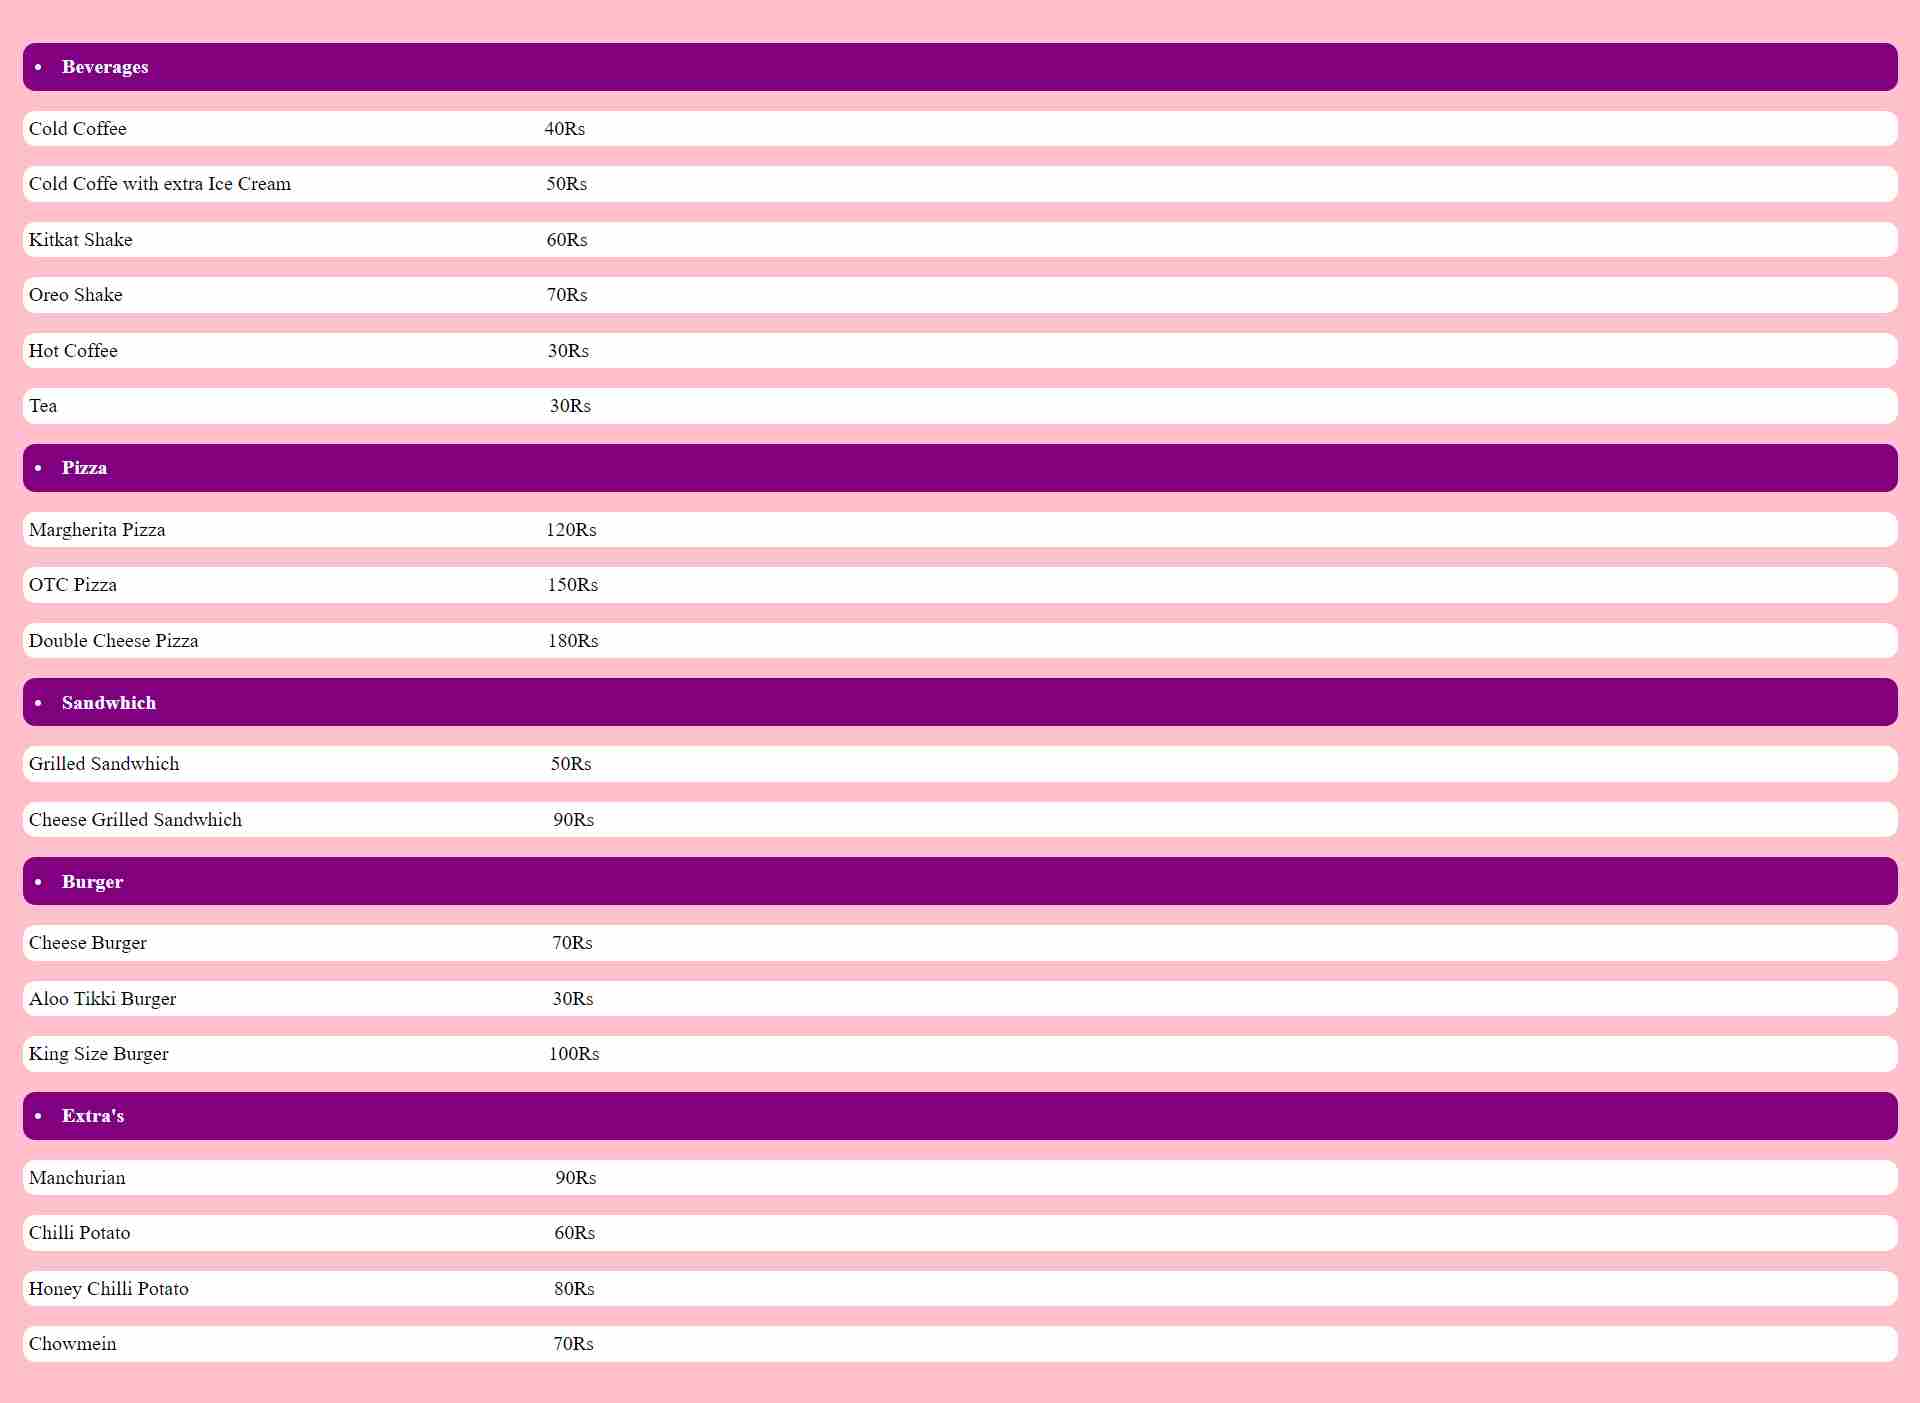 • Beverages
Cold Coffee 40Rs
Cold Coffe with extra Ice Cream 50Rs
Kitkat Shake 60Rs
Oreo Shake 70Rs
Hot Coffee 30Rs
Tea 30Rs
• Pizza
Margherita Pizza 120Rs
OTC Pizza 150Rs
Double Cheese Pizza 180Rs
• Sandwhich
Grilled Sandwhich 50Rs
Cheese Grilled Sandwhich 90Rs
• Burger
Cheese Burger 70Rs
Aloo Tikki Burger 30Rs
King Size Burger 100Rs
• Extra's
Manchurian 90Rs
Chilli Potato 60Rs
Honey Chilli Potato 80Rs
Chowmein 70Rs